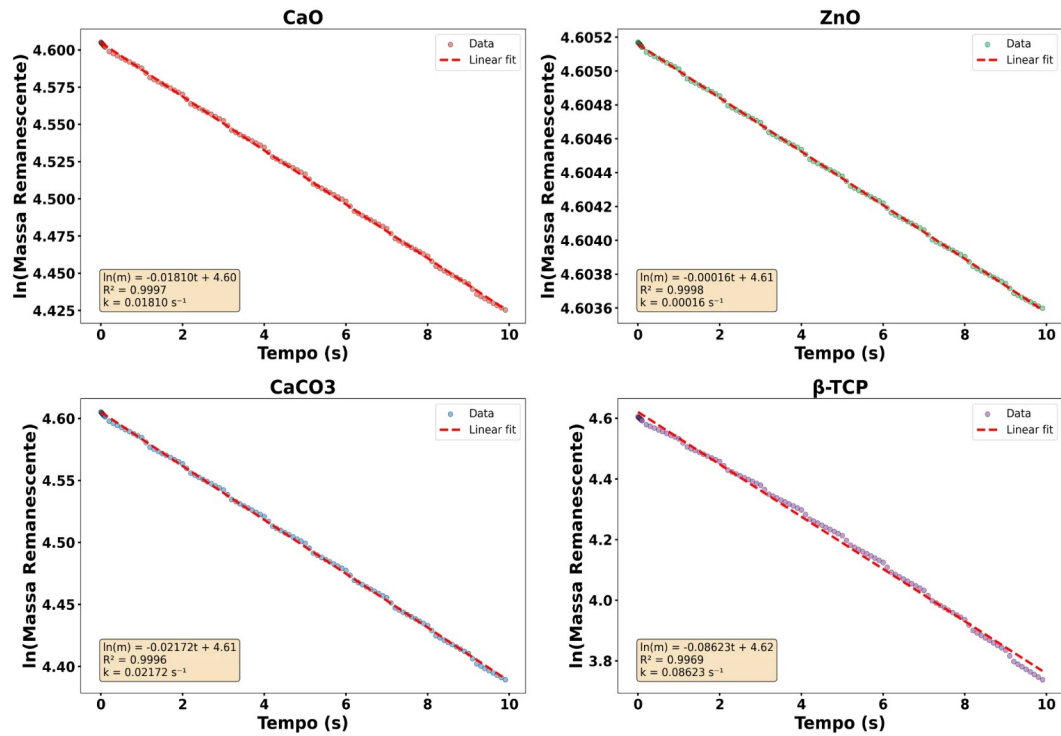 CaO
ln(Massa Remanescente)
4.600
4.575
4.550
4.525
4.500
4.475
4.450
4.425
Data
Linear fit
ln(m) = -0.01810t + 4.60
R² = 0.9997
k = 0.01810 s⁻¹
0 2 4 6 8 10
Tempo (s)
ZnO
ln(Massa Remanescente)
4.6052
4.6050
4.6048
4.6046
4.6044
4.6042
4.6040
4.6038
4.6036
Data
Linear fit
ln(m) = -0.00016t + 4.61
R² = 0.9998
k = 0.00016 s⁻¹
0 2 4 6 8 10
Tempo (s)
CaCO3
ln(Massa Remanescente)
4.60
4.55
4.50
4.45
4.40
Data
Linear fit
ln(m) = -0.02172t + 4.61
R² = 0.9996
k = 0.02172 s⁻¹
0 2 4 6 8 10
Tempo (s)
β-TCP
ln(Massa Remanescente)
4.6
4.4
4.2
4.0
3.8
Data
Linear fit
ln(m) = -0.08623t + 4.62
R² = 0.9969
k = 0.08623 s⁻¹
0 2 4 6 8 10
Tempo (s)